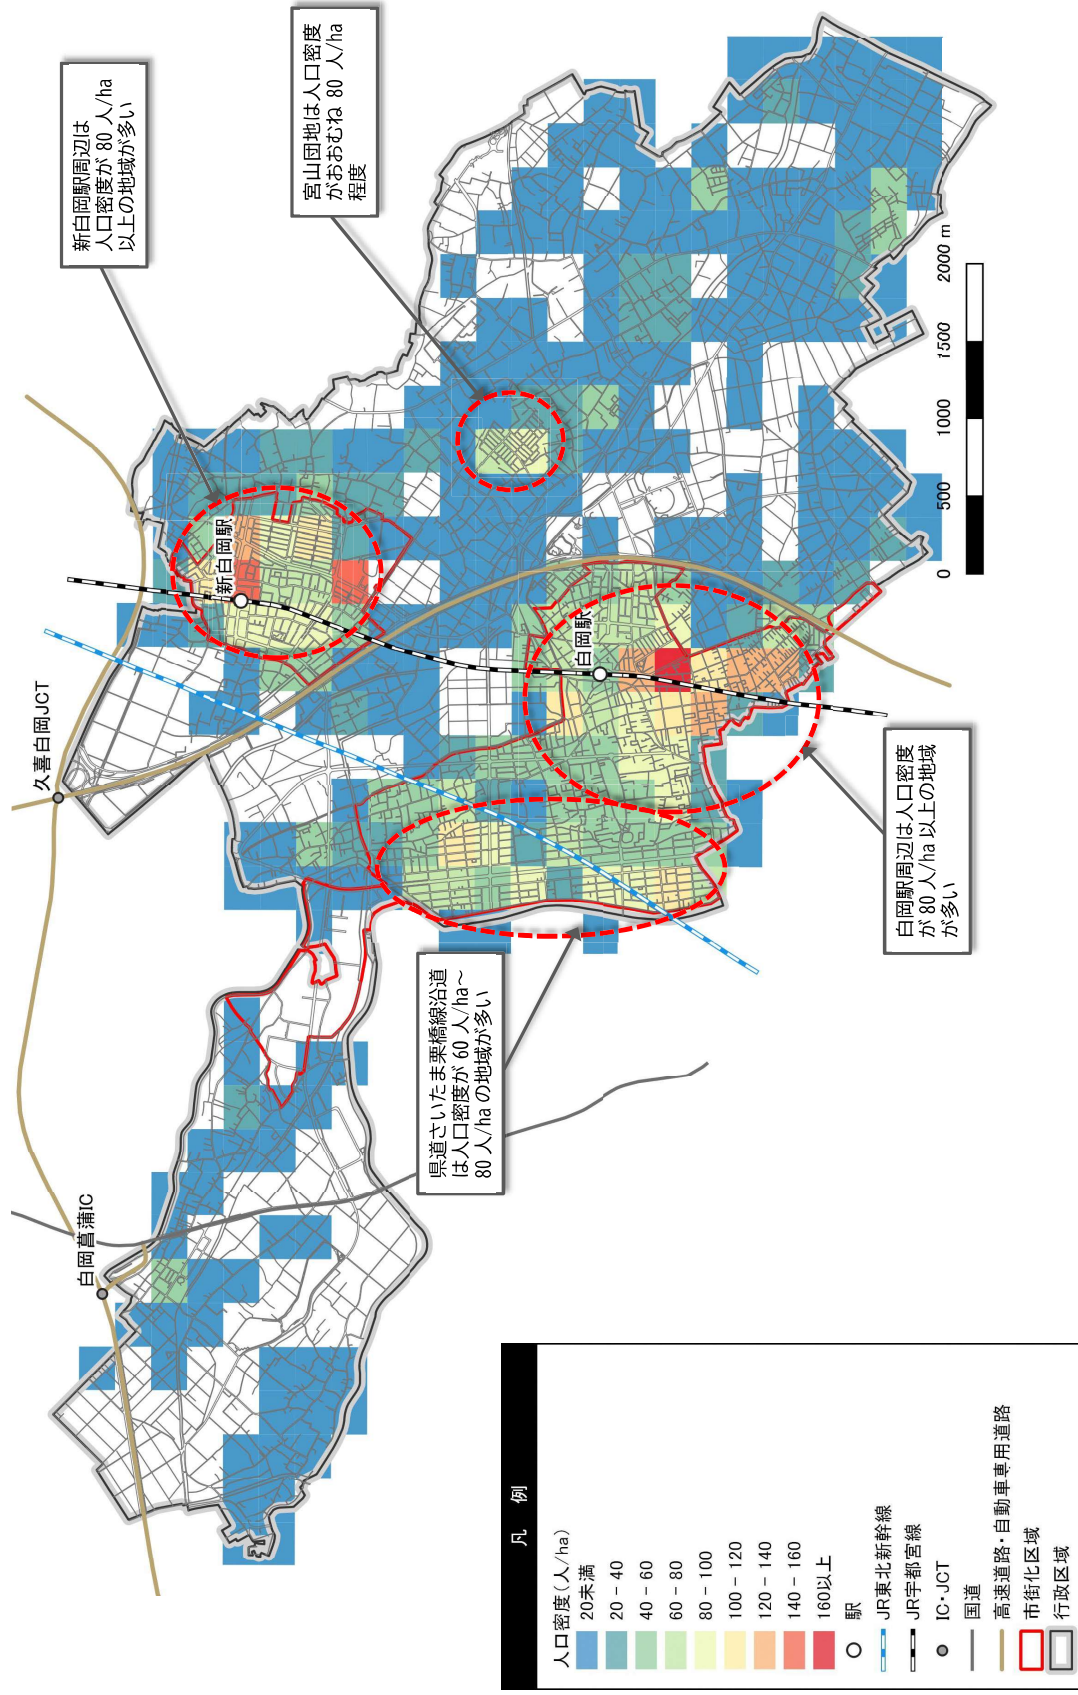 新白岡駅周辺は
人口密度が 80 人/ha
以上の地域が多い
宮山団地は人口密度
がおおむね 80 人/ha
程度
久喜白岡JCT
新白岡駅
白岡駅
白岡菖蒲IC
県道さいたま栗橋線沿道
は人口密度が 60 人/ha～
80 人/ha の地域が多い
白岡駅周辺は人口密度
が 80 人/ha 以上の地域
が多い
0 500 1000 1500 2000 m
凡 例
人口密度(人/ha)
20未満
20 - 40
40 - 60
60 - 80
80 - 100
100 - 120
120 - 140
140 - 160
160以上
駅
JR東北新幹線
JR宇都宮線
IC・JCT
国道
高速道路・自動車専用道路
市街化区域
行政区域